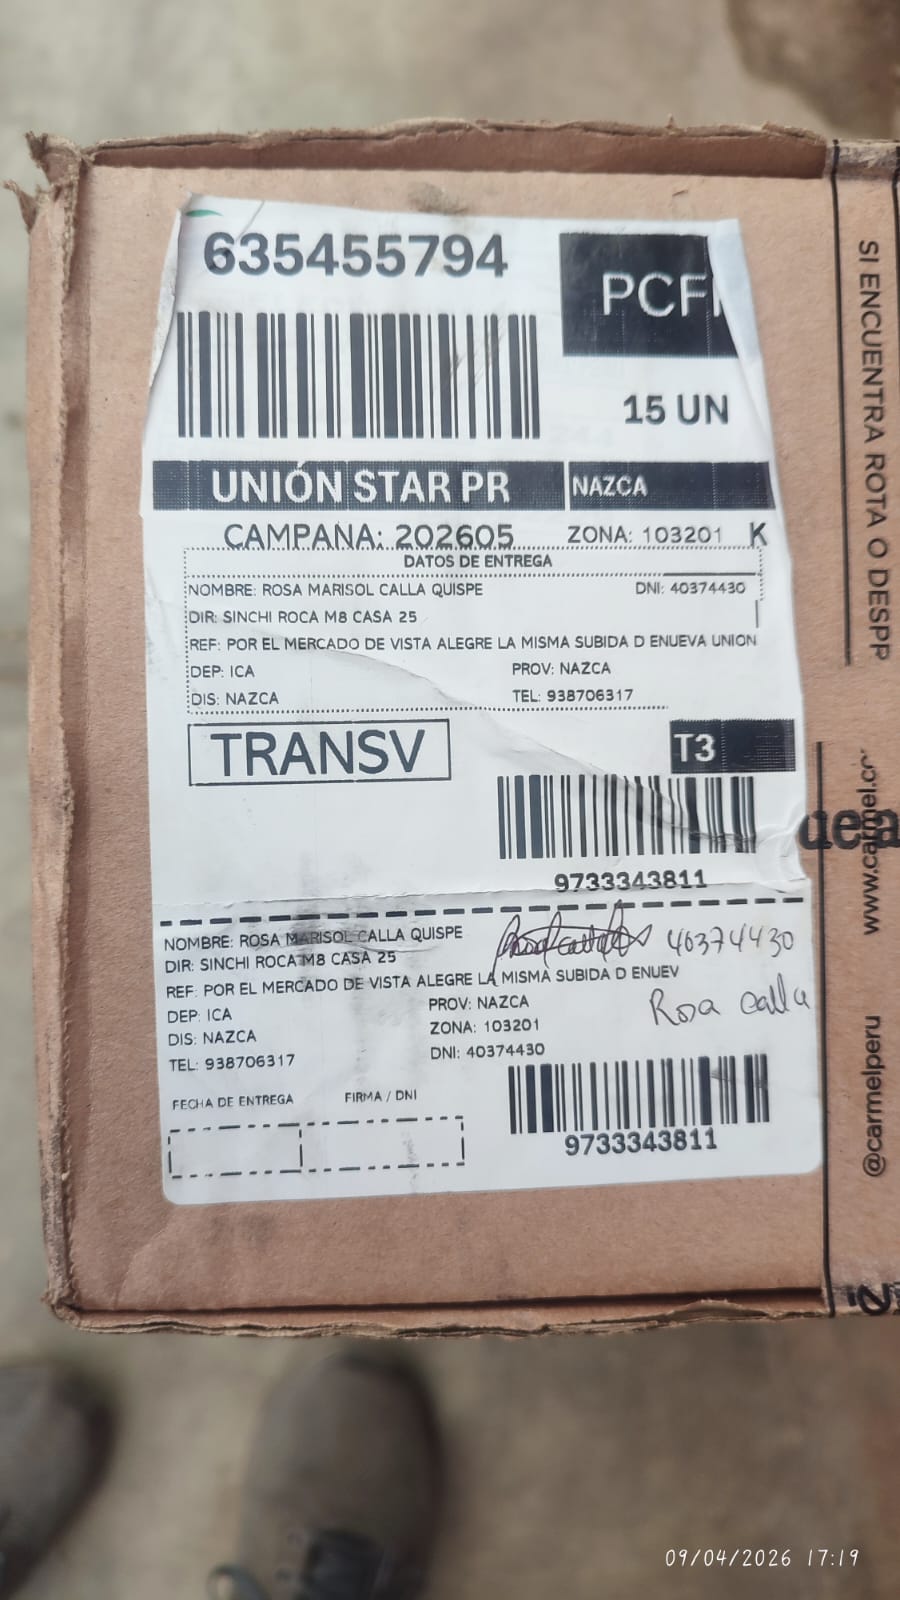 635455794
PCF
15 UN
UNIÓN STAR PR NAZCA
CAMPANA: 202605 ZONA: 103201 K
DATOS DE ENTREGA
NOMBRE: ROSA MARISOL CALLA QUISPE DNI: 40374430
DIR: SINCHI ROCA M8 CASA 25
REF: POR EL MERCADO DE VISTA ALEGRE LA MISMA SUBIDA D ENUEVA UNION
DEP: ICA PROV: NAZCA
DIS: NAZCA TEL: 938706317
TRANSV T3
9733343811
NOMBRE: ROSA MARISOL CALLA QUISPE 40374430
DIR: SINCHI ROCA M8 CASA 25
REF: POR EL MERCADO DE VISTA ALEGRE LA MISMA SUBIDA D ENUEV
Rosa calla
DEP: ICA PROV: NAZCA
DIS: NAZCA ZONA: 103201
TEL: 938706317 DNI: 40374430
FECHA DE ENTREGA FIRMA / DNI
9733343811
SI ENCUENTRA ROTA O DESPR
www.carmel.c
@carmelperu
09/04/2026 17:19